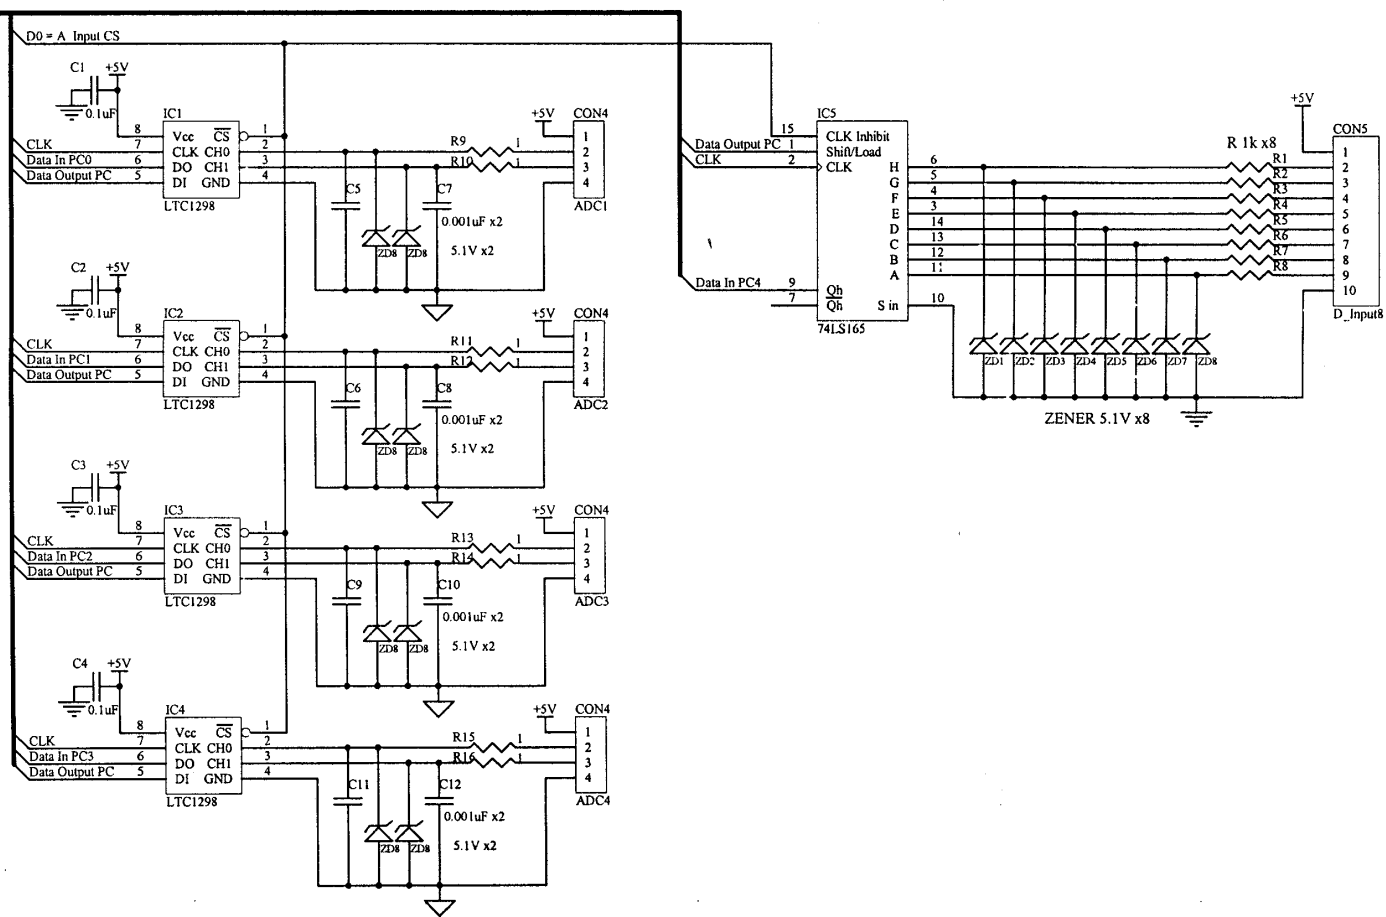 D0 = A Input CS
C1 +5V
0.1uF
IC1
8 Vcc CS 1
CLK 7 CLK CH0 2
Data In PC0 6 DO CH1 3
Data Output PC 5 DI GND 4
LTC1298
R9 1
R10 1
C5 C7
0.001uF x2
ZD8 ZD8 5.1V x2
+5V CON4
1
2
3
4
ADC1
C2 +5V
0.1uF
IC2
8 Vcc CS 1
CLK 7 CLK CH0 2
Data In PC1 6 DO CH1 3
Data Output PC 5 DI GND 4
LTC1298
R11 1
R12 1
C6 C8
0.001uF x2
ZD8 ZD8 5.1V x2
+5V CON4
1
2
3
4
ADC2
C3 +5V
0.1uF
IC3
8 Vcc CS 1
CLK 7 CLK CH0 2
Data In PC2 6 DO CH1 3
Data Output PC 5 DI GND 4
LTC1298
R13 1
R14 1
C9 C10
0.001uF x2
ZD8 ZD8 5.1V x2
+5V CON4
1
2
3
4
ADC3
C4 +5V
0.1uF
IC4
8 Vcc CS 1
CLK 7 CLK CH0 2
Data In PC3 6 DO CH1 3
Data Output PC 5 DI GND 4
LTC1298
R15 1
R16 1
C11 C12
0.001uF x2
ZD8 ZD8 5.1V x2
+5V CON4
1
2
3
4
ADC4
IC5
15 CLK Inhibit
Data Output PC 1 Shift/Load
CLK 2 CLK
H 6
G 5
F 4
E 3
D 14
C 13
B 12
A 11
Data In PC4 9 Qh
7 Qh S in 10
74LS165
R 1k x8
R1
R2
R3
R4
R5
R6
R7
R8
+5V CON5
1
2
3
4
5
6
7
8
9
10
D_Input8
ZD1 ZD2 ZD3 ZD4 ZD5 ZD6 ZD7 ZD8
ZENER 5.1V x8